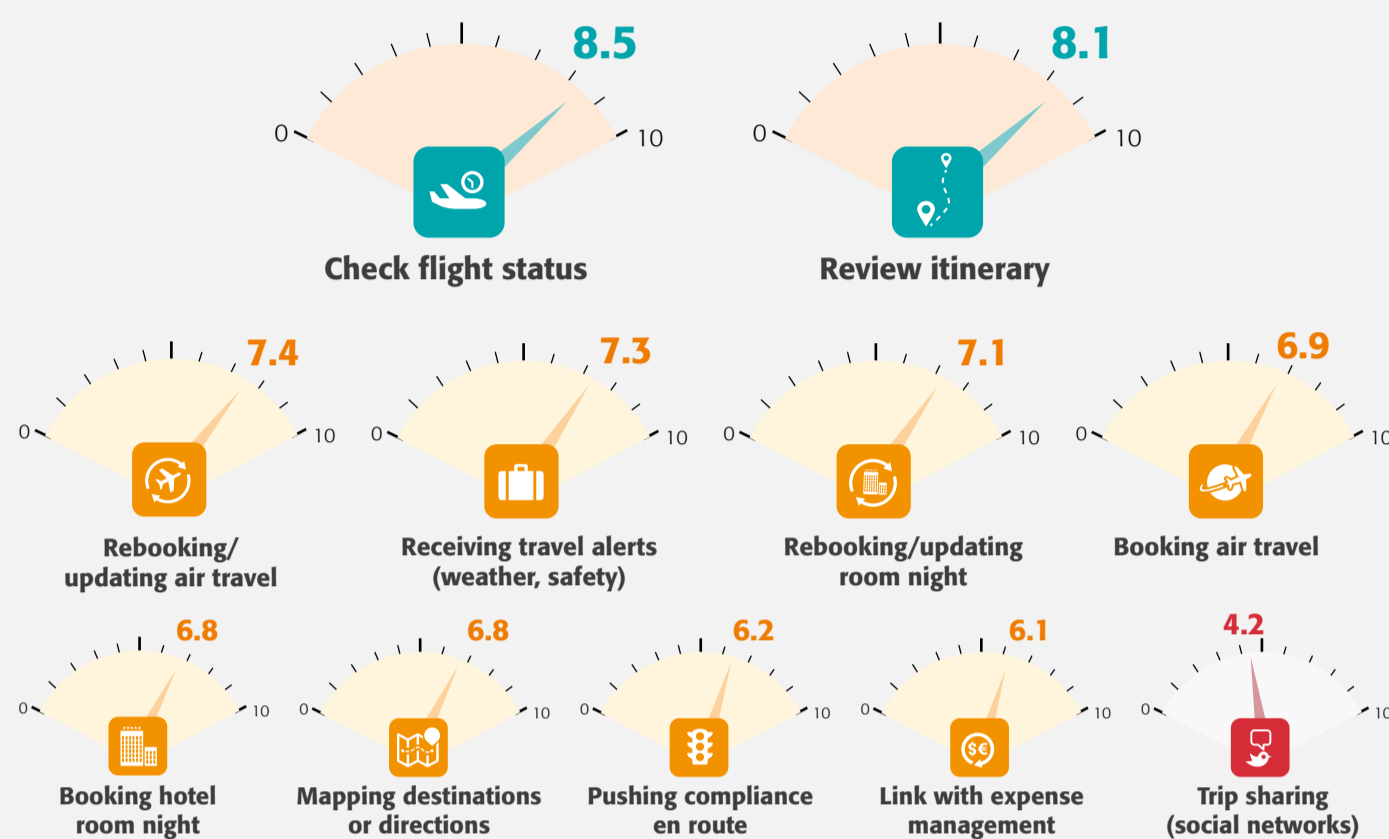 8.5
0
10
Check flight status
8.1
0
10
Review itinerary
7.4
0
10
Rebooking/
updating air travel
7.3
0
10
Receiving travel alerts
(weather, safety)
7.1
0
10
Rebooking/updating
room night
6.9
0
10
Booking air travel
6.8
0
10
Booking hotel
room night
6.8
0
10
Mapping destinations
or directions
6.2
0
10
Pushing compliance
en route
6.1
0
10
$€
Link with expense
management
4.2
0
10
Trip sharing
(social networks)